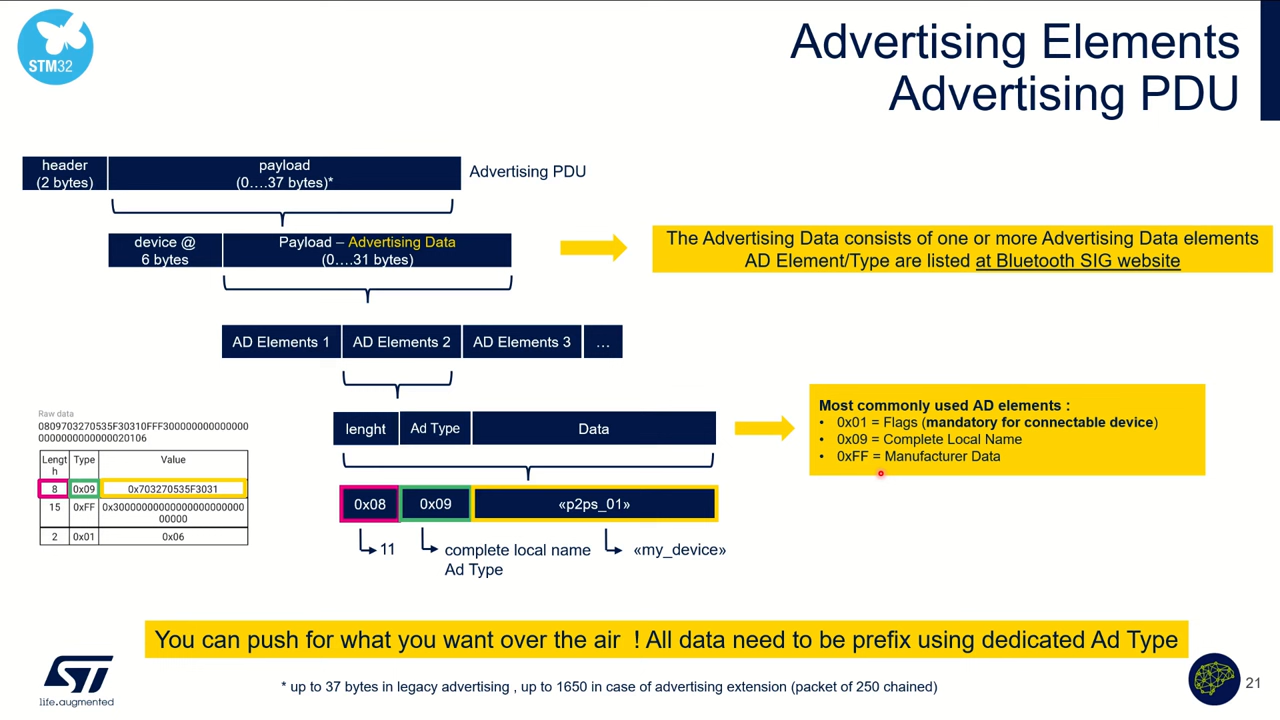 STM32
Advertising Elements
Advertising PDU
header
(2 bytes)
payload
(0....37 bytes)*
Advertising PDU
device @
6 bytes
Payload – Advertising Data
(0....31 bytes)
The Advertising Data consists of one or more Advertising Data elements
AD Element/Type are listed at Bluetooth SIG website
AD Elements 1
AD Elements 2
AD Elements 3
...
lenght
Ad Type
Data
Most commonly used AD elements :
• 0x01 = Flags (mandatory for connectable device)
• 0x09 = Complete Local Name
• 0xFF = Manufacturer Data
Raw data
0809703270535F30310FFF300000000000000
0000000000000020106
Lengt
h
Type
Value
8
0x09
0x703270535F3031
15
0xFF
0x30000000000000000000000
00000
2
0x01
0x06
0x08
0x09
«p2ps_01»
11
complete local name
Ad Type
«my_device»
You can push for what you want over the air ! All data need to be prefix using dedicated Ad Type
ST
life.augmented
* up to 37 bytes in legacy advertising , up to 1650 in case of advertising extension (packet of 250 chained)
21